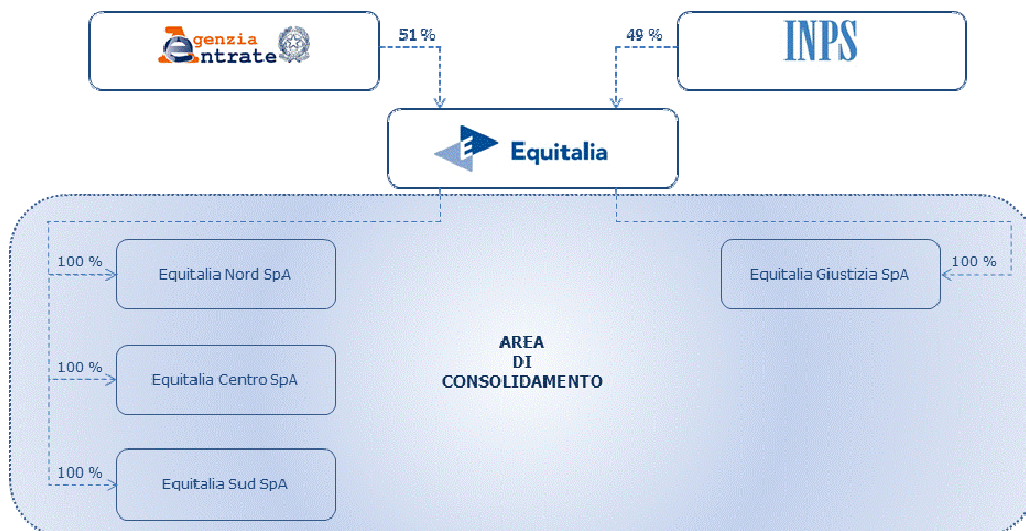 Agenzia
Entrate
51 %
49 %
INPS
Equitalia
100 %
Equitalia Nord SpA
Equitalia Giustizia SpA
100 %
AREA
DI
CONSOLIDAMENTO
100 %
Equitalia Centro SpA
100 %
Equitalia Sud SpA